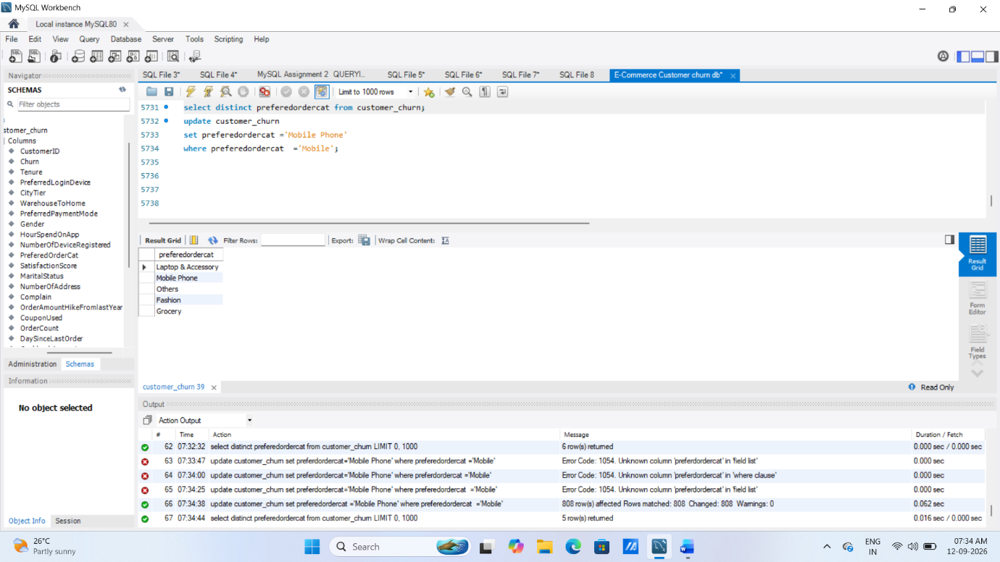 MySQL Workbench
Local instance MySQL80
File Edit View Query Database Server Tools Scripting Help
Navigator
SCHEMAS
Filter objects
stomer_churn
Columns
CustomerID
Churn
Tenure
PreferredLoginDevice
CityTier
WarehouseToHome
PreferredPaymentMode
Gender
HourSpendOnApp
NumberOfDeviceRegistered
PreferedOrderCat
SatisfactionScore
MaritalStatus
NumberOfAddress
Complain
OrderAmountHikeFromlastYear
CouponUsed
OrderCount
DaySinceLastOrder
Administration Schemas
Information
No object selected
Object Info Session
SQL File 3* SQL File 4* MySQL Assignment 2 QUERYI... SQL File 5* SQL File 6* SQL File 7* SQL File 8 E-Commerce Customer churn db*
Limit to 1000 rows
5731 select distinct preferedordercat from customer_churn;
5732 update customer_churn
5733 set preferedordercat ='Mobile Phone'
5734 where preferedordercat  ='Mobile';
5735
5736
5737
5738
Result Grid Filter Rows: Export: Wrap Cell Content:
preferedordercat
Laptop & Accessory
Mobile Phone
Others
Fashion
Grocery
Result Grid
Form Editor
Field Types
customer_churn 39
Read Only
Output
Action Output
# Time Action Message Duration / Fetch
62 07:32:32 select distinct preferedordercat from customer_churn LIMIT 0, 1000 6 row(s) returned 0.000 sec / 0.000 sec
63 07:33:47 update customer_churn set preferdordercat='Mobile Phone' where preferedordercat ='Mobile' Error Code: 1054. Unknown column 'preferdordercat' in 'field list' 0.000 sec
64 07:34:00 update customer_churn set preferedordercat='Mobile Phone' where preferdordercat ='Mobile' Error Code: 1054. Unknown column 'preferdordercat' in 'where clause' 0.000 sec
65 07:34:25 update customer_churn set preferdordercat='Mobile Phone' where preferedordercat  ='Mobile' Error Code: 1054. Unknown column 'preferdordercat' in 'field list' 0.000 sec
66 07:34:38 update customer_churn set preferedordercat ='Mobile Phone' where preferedordercat  ='Mobile' 808 row(s) affected Rows matched: 808  Changed: 808  Warnings: 0 0.062 sec
67 07:34:44 select distinct preferedordercat from customer_churn LIMIT 0, 1000 5 row(s) returned 0.016 sec / 0.000 sec
26°C
Partly sunny
Search
ENG
IN
07:34 AM
12-09-2026